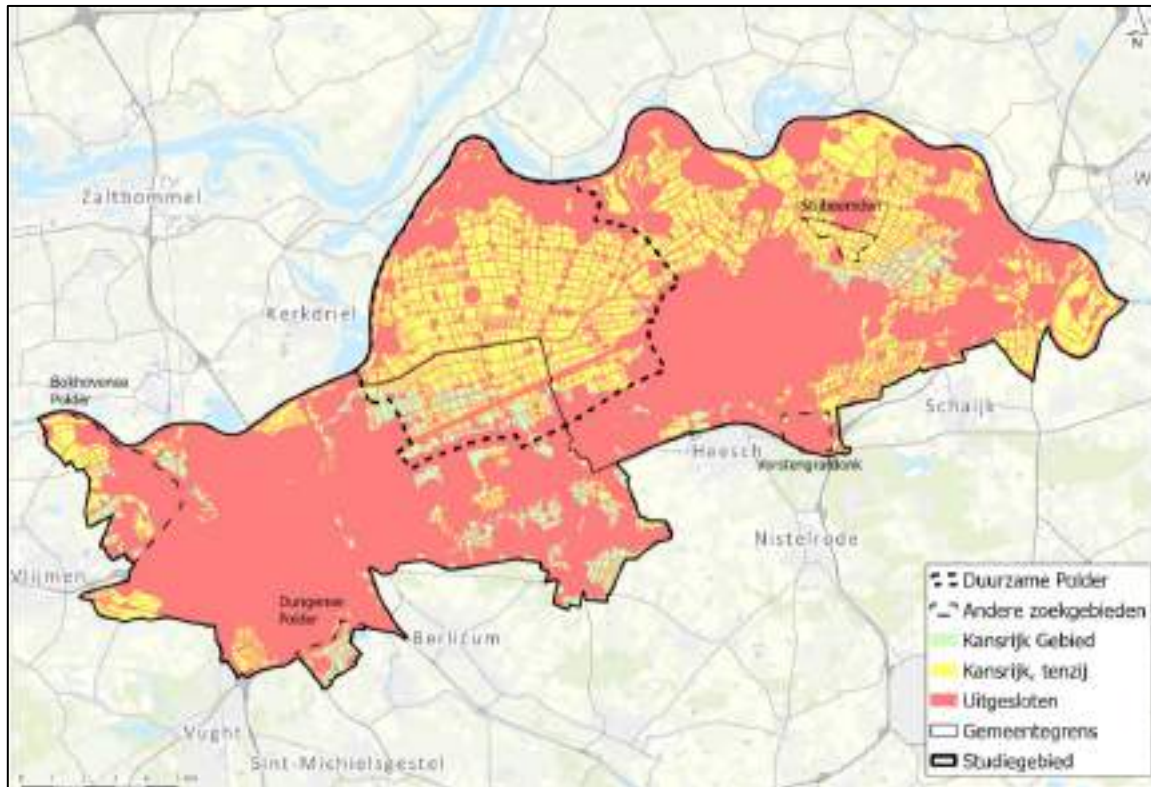 N
W
Zaltbommel
Kerkdriel
Bokhovense
Polder
Vlijmen
Dungense
Polder
Berlicum
Vught
Sint-Michielsgestel
Heesch
Schaijk
Nistelrode
Duurzame Polder
Andere zoekgebieden
Kansrijk Gebied
Kansrijk, tenzij
Uitgesloten
Gemeentegrens
Studiegebied